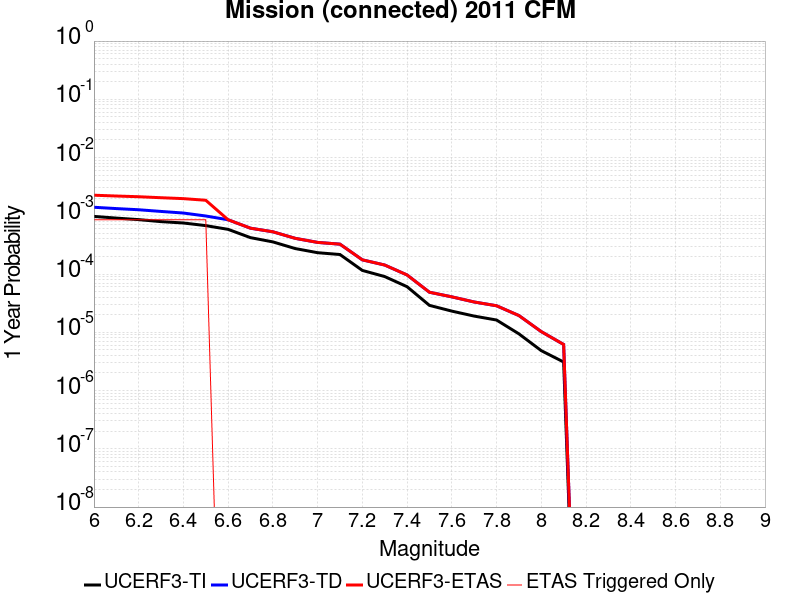 Mission (connected) 2011 CFM
10^0
10^-1
10^-2
10^-3
10^-4
10^-5
10^-6
10^-7
10^-8
1 Year Probability
6 6.2 6.4 6.6 6.8 7 7.2 7.4 7.6 7.8 8 8.2 8.4 8.6 8.8 9
Magnitude
UCERF3-TI UCERF3-TD UCERF3-ETAS ETAS Triggered Only